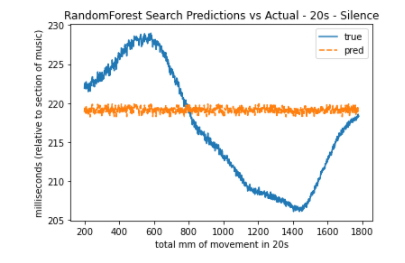 RandomForest Search Predictions vs Actual - 20s - Silence
230
225
220
215
210
205
milliseconds (relative to section of music)
true
pred
200 400 600 800 1000 1200 1400 1600 1800
total mm of movement in 20s